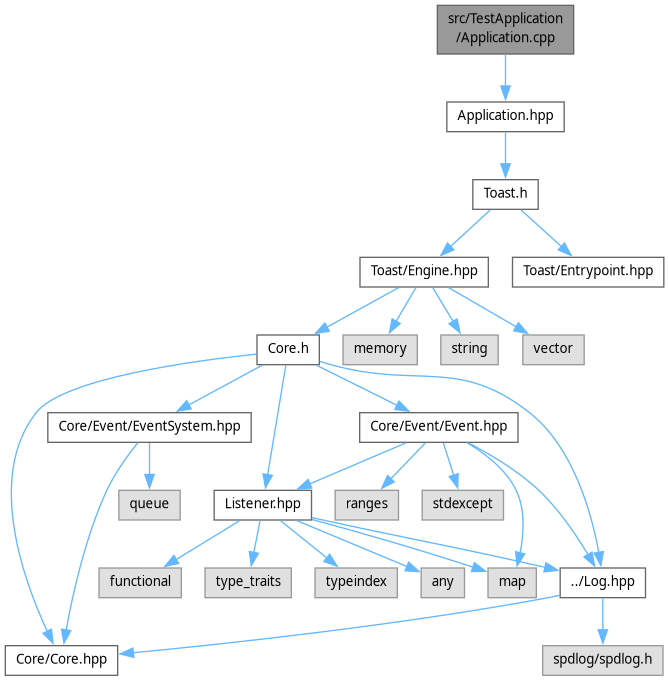 src/TestApplication
/Application.cpp
Application.hpp
Toast.h
Toast/Engine.hpp
Toast/Entrypoint.hpp
Core.h
memory
string
vector
Core/Event/EventSystem.hpp
Core/Event/Event.hpp
queue
Listener.hpp
ranges
stdexcept
functional
type_traits
typeindex
any
map
../Log.hpp
Core/Core.hpp
spdlog/spdlog.h